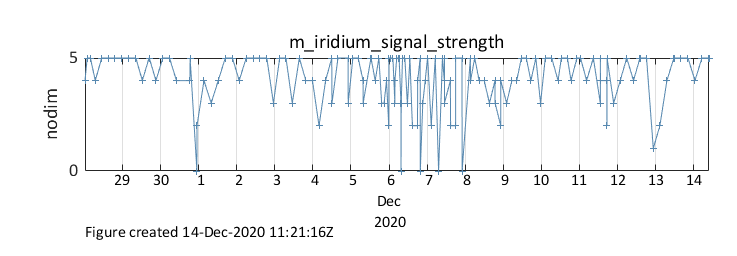 m_iridium_signal_strength
5
nodim
0
29 30 1 2 3 4 5 6 7 8 9 10 11 12 13 14
Dec
2020
Figure created 14-Dec-2020 11:21:16Z